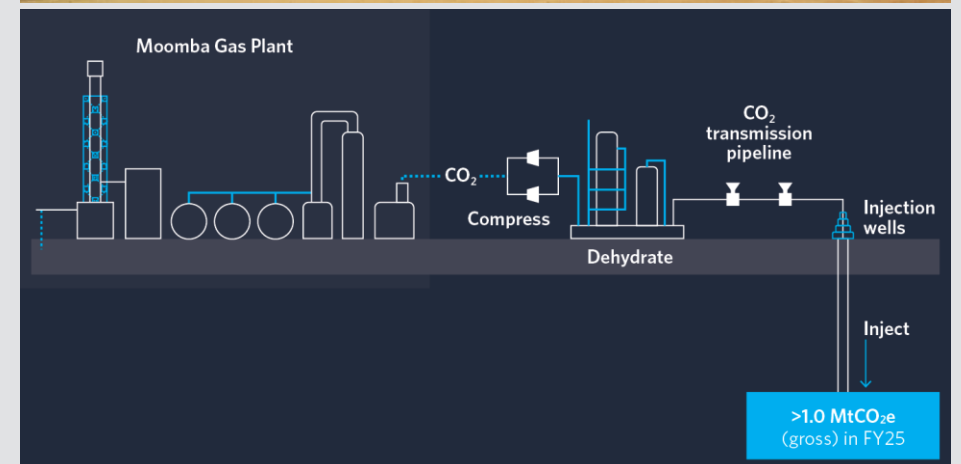 Moomba Gas Plant
CO₂
Compress
Dehydrate
CO₂
transmission
pipeline
Injection
wells
Inject
>1.0 MtCO₂e
(gross) in FY25